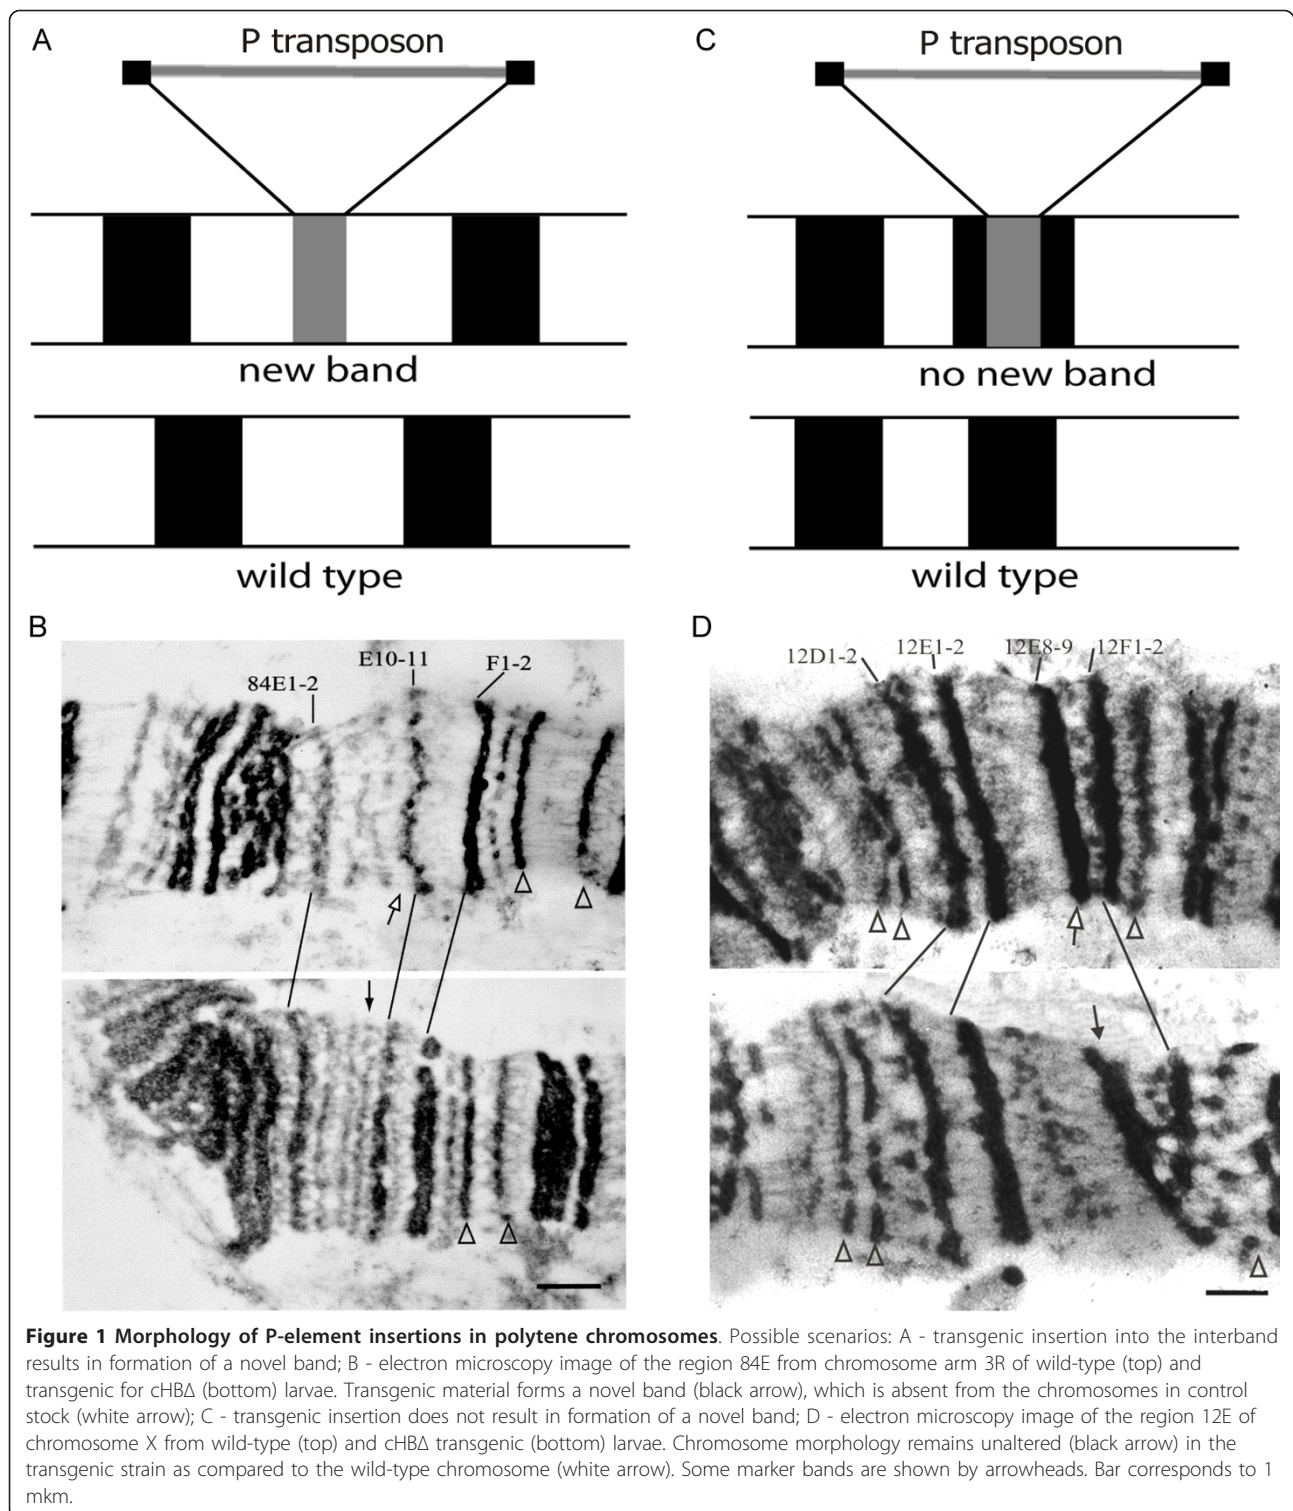 A
P transposon
new band
wild type
C
P transposon
no new band
wild type
B
84E1-2
E10-11
F1-2
D
12D1-2
12E1-2
12E8-9
12F1-2
Figure 1 Morphology of P-element insertions in polytene chromosomes. Possible scenarios: A - transgenic insertion into the interband
results in formation of a novel band; B - electron microscopy image of the region 84E from chromosome arm 3R of wild-type (top) and
transgenic for cHBΔ (bottom) larvae. Transgenic material forms a novel band (black arrow), which is absent from the chromosomes in control
stock (white arrow); C - transgenic insertion does not result in formation of a novel band; D - electron microscopy image of the region 12E of
chromosome X from wild-type (top) and cHBΔ transgenic (bottom) larvae. Chromosome morphology remains unaltered (black arrow) in the
transgenic strain as compared to the wild-type chromosome (white arrow). Some marker bands are shown by arrowheads. Bar corresponds to 1
mkm.